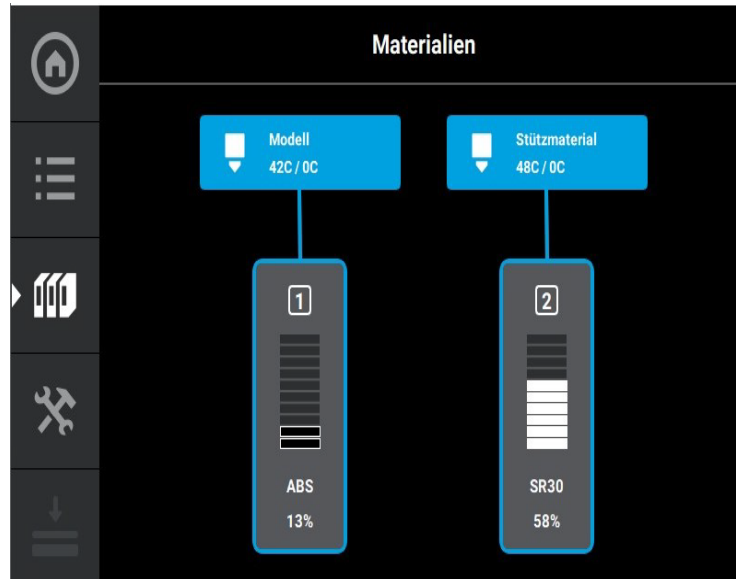 Materialien
Modell
42C / 0C
Stützmaterial
48C / 0C
1
2
ABS
13%
SR30
58%